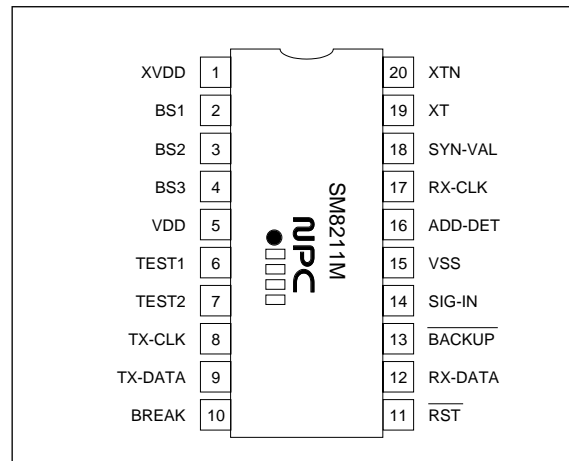 XVDD 1 20 XTN
BS1 2 19 XT
BS2 3 18 SYN-VAL
BS3 4 17 RX-CLK
VDD 5 16 ADD-DET
TEST1 6 15 VSS
TEST2 7 14 SIG-IN
TX-CLK 8 13 BACKUP
TX-DATA 9 12 RX-DATA
BREAK 10 11 RST
SM8211M
NPC